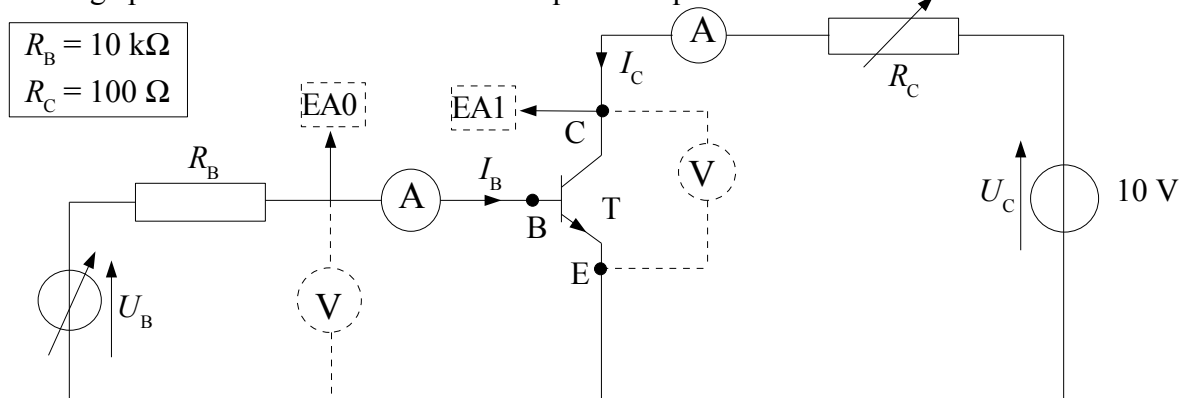 R_B = 10 kΩ
R_C = 100 Ω
A
I_C
R_C
EA0
EA1
C
R_B
I_B
V
A
B
T
U_C
10 V
E
U_B
V